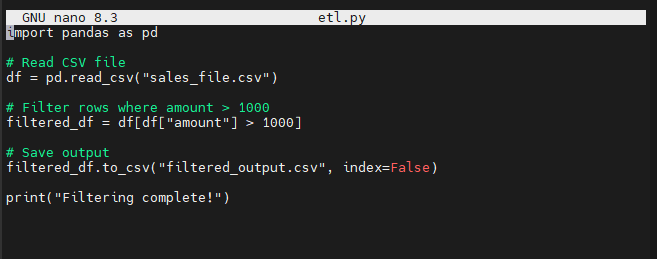 GNU nano 8.3 etl.py
import pandas as pd
# Read CSV file
df = pd.read_csv("sales_file.csv")
# Filter rows where amount > 1000
filtered_df = df[df["amount"] > 1000]
# Save output
filtered_df.to_csv("filtered_output.csv", index=False)
print("Filtering complete!")